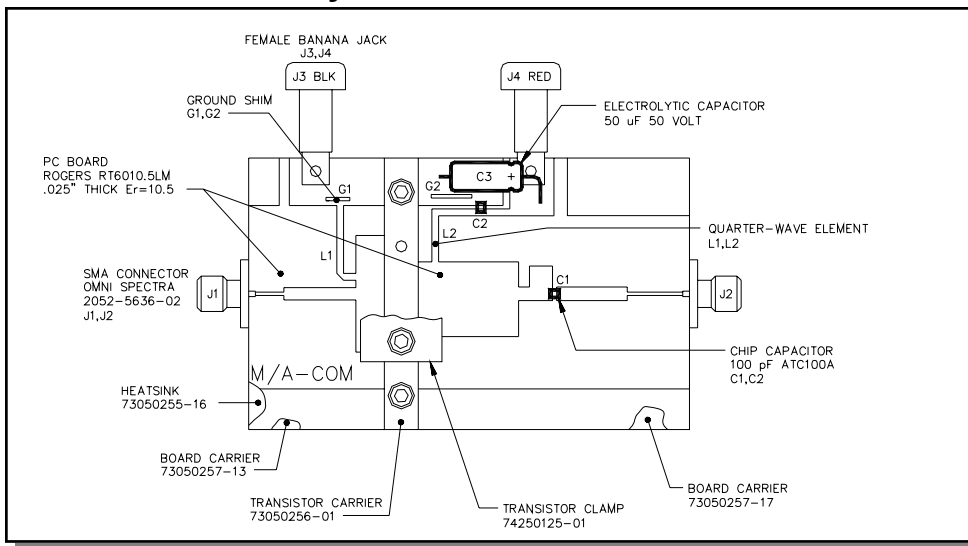 FEMALE BANANA JACK
J3,J4
J3 BLK
J4 RED
GROUND SHIM
G1,G2
ELECTROLYTIC CAPACITOR
50 uF 50 VOLT
PC BOARD
ROGERS RT6010.5LM
.025" THICK Er=10.5
C3 +
G1
G2
C2
L1
L2
QUARTER-WAVE ELEMENT
L1,L2
SMA CONNECTOR
OMNI SPECTRA
2052-5636-02
J1,J2
J1
C1
J2
CHIP CAPACITOR
100 pF ATC100A
C1,C2
M/A-COM
HEATSINK
73050255-16
BOARD CARRIER
73050257-13
TRANSISTOR CARRIER
73050256-01
TRANSISTOR CLAMP
74250125-01
BOARD CARRIER
73050257-17